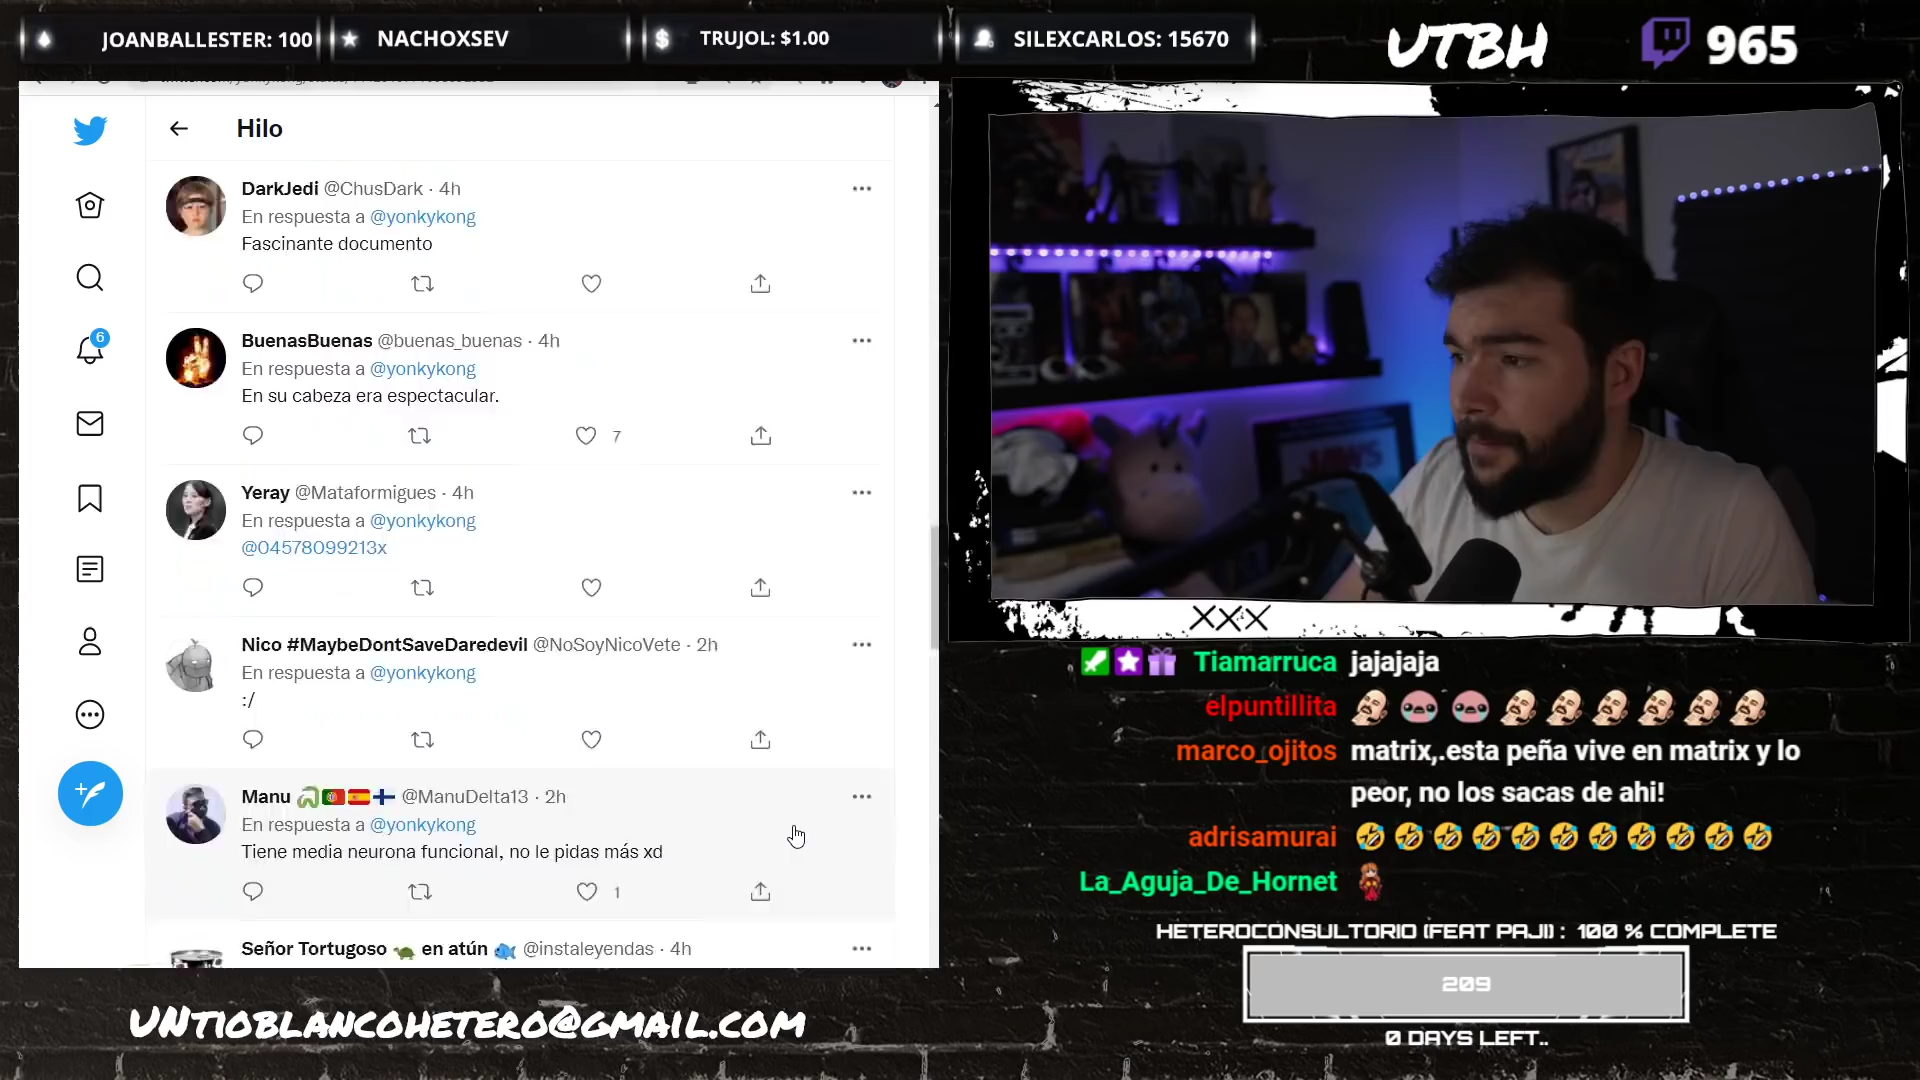 JOANBALLESTER: 100
NACHOXSEV
$
TRUJOL: $1.00
SILEXCARLOS: 15670
UTBH
965
Hilo
DarkJedi @ChusDark · 4h
En respuesta a @yonkykong
Fascinante documento
BuenasBuenas @buenas_buenas · 4h
En respuesta a @yonkykong
En su cabeza era espectacular.
7
6
Yeray @Mataformigues · 4h
En respuesta a @yonkykong
@04578099213x
Nico #MaybeDontSaveDaredevil @NoSoyNicoVete · 2h
En respuesta a @yonkykong
:/
Manu 🐍🇵🇹🇪🇸🇫🇮 @ManuDelta13 · 2h
En respuesta a @yonkykong
Tiene media neurona funcional, no le pidas más xd
1
Señor Tortugoso 🐢 en atún 🐟 @instaleyendas · 4h
UNTIOBLANCOHETERO@GMAIL.COM
JAWS
XXX
Tiamarruca jajajaja
elpuntillita
marco_ojitos matrix,.esta peña vive en matrix y lo
peor, no los sacas de ahi!
adrisamurai 🤣🤣🤣🤣🤣🤣🤣🤣🤣🤣🤣
La_Aguja_De_Hornet
HETEROCONSULTORIO (FEAT PAJI) : 100 % COMPLETE
209
0 DAYS LEFT..